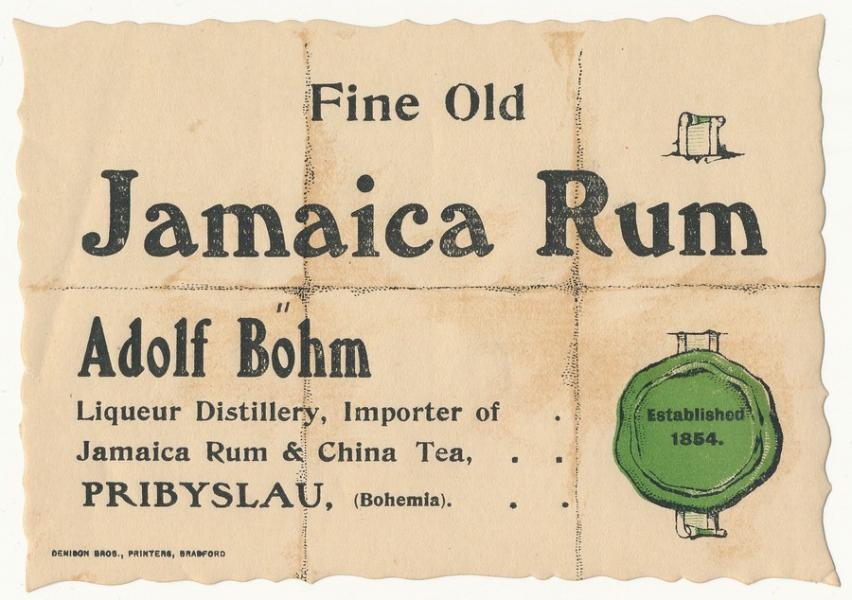 Fine Old
Jamaica Rum
Adolf Böhm
Liqueur Distillery, Importer of .
Jamaica Rum & China Tea, . .
PRIBYSLAU, (Bohemia). . .
Established
1854.
DENISON BROS., PRINTERS, BRADFORD